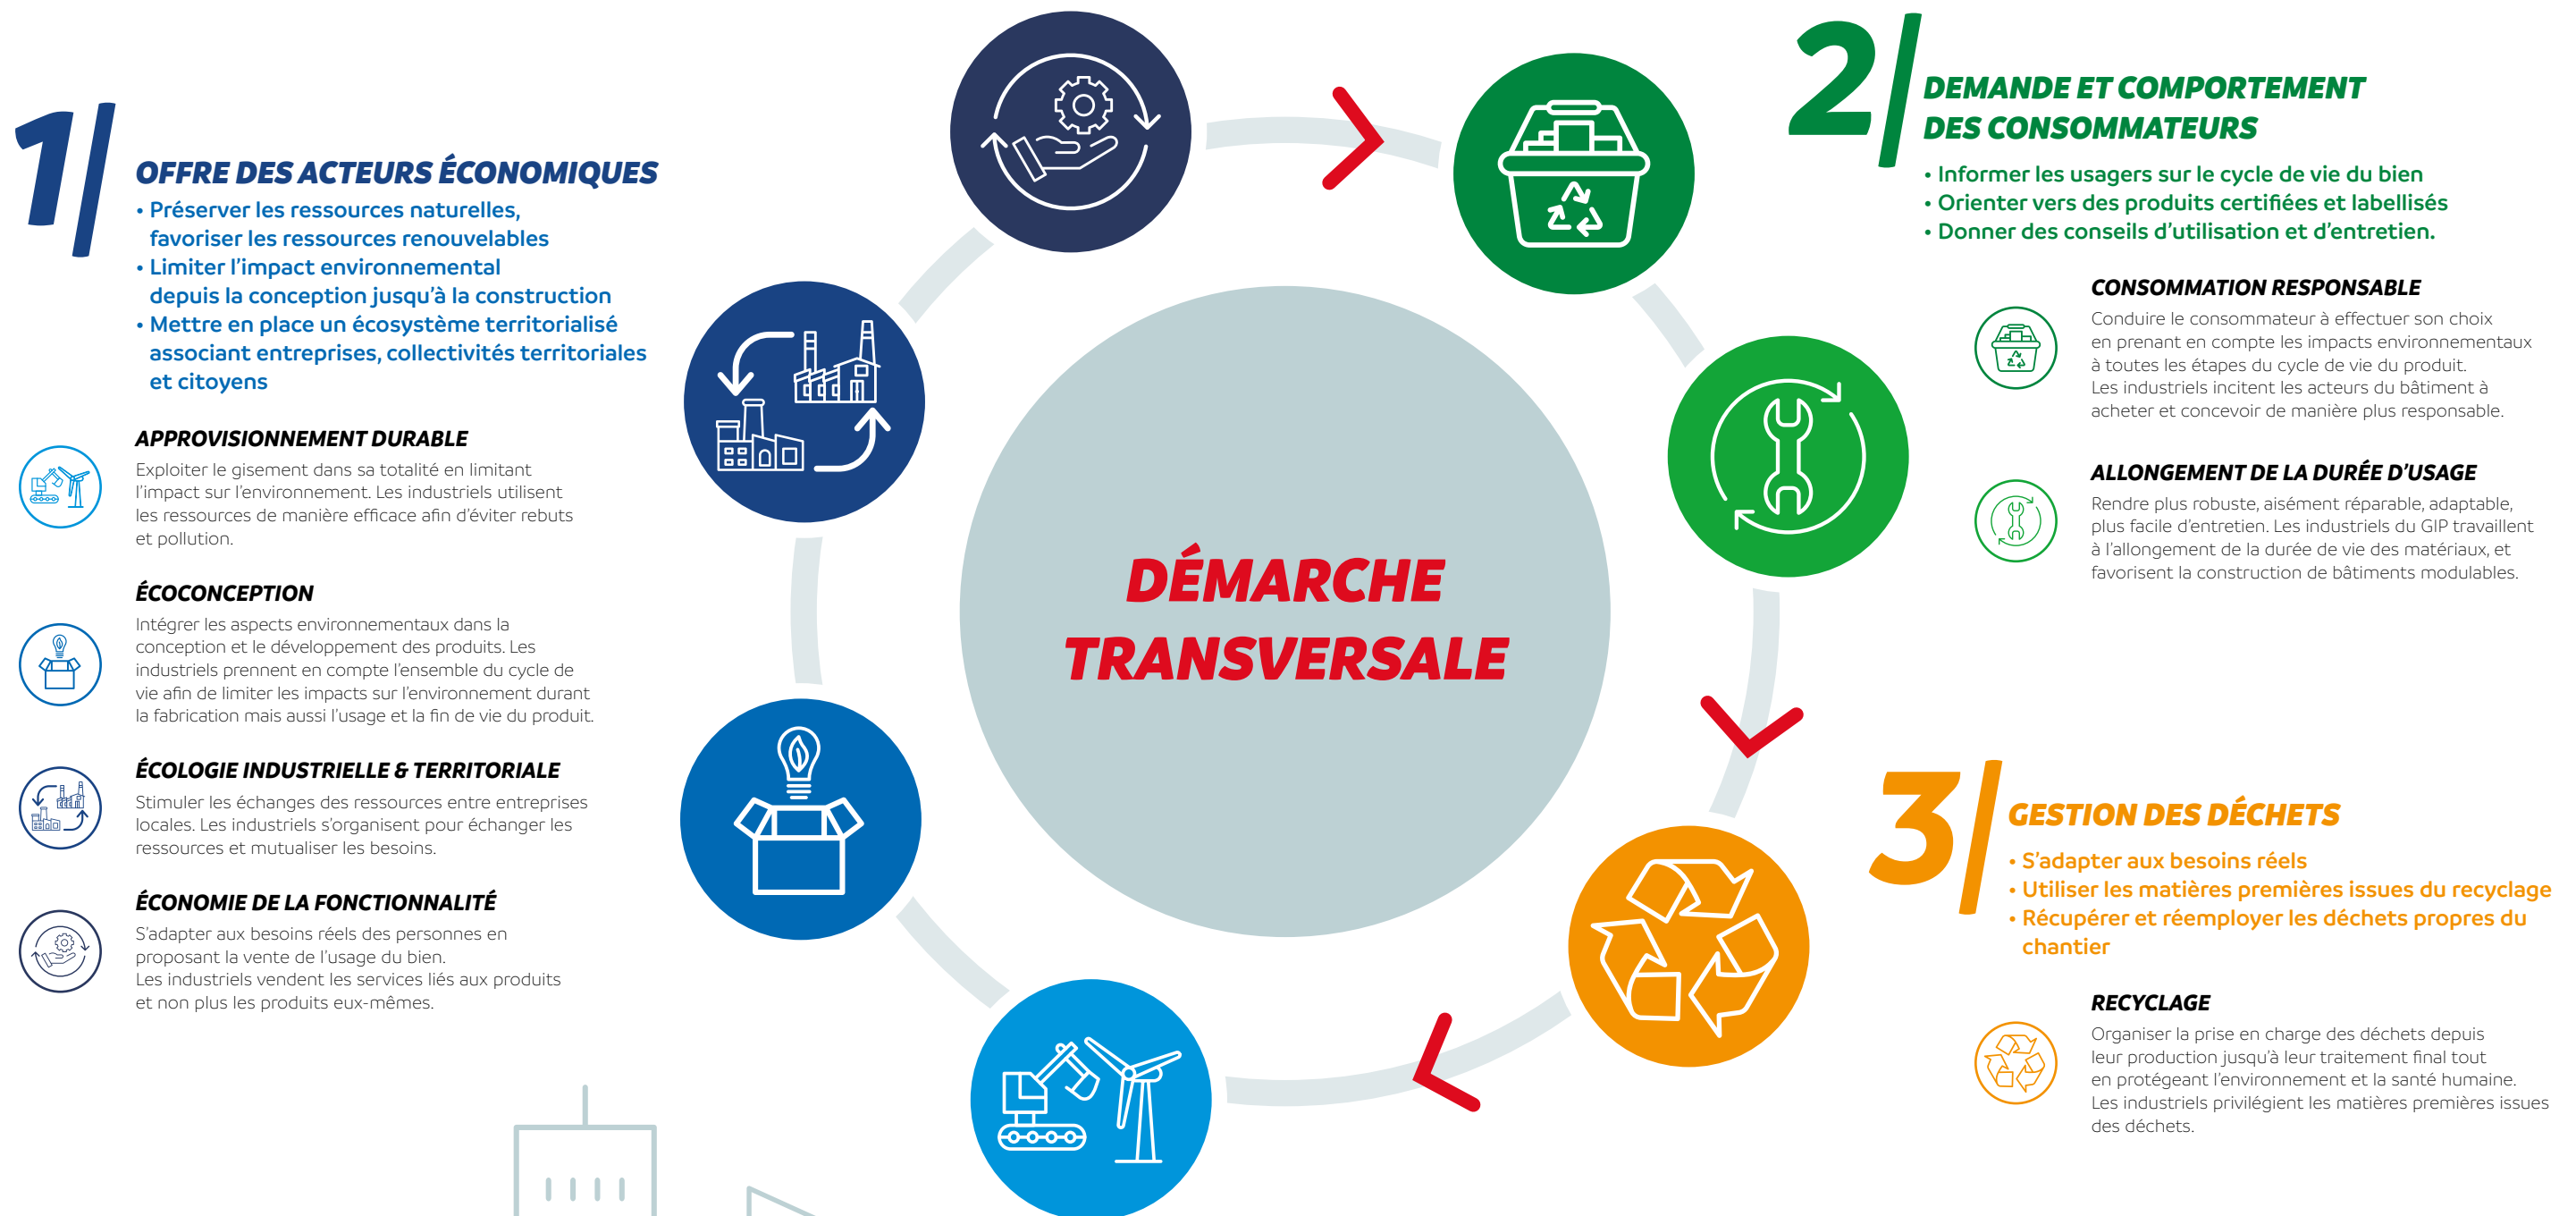 1/
OFFRE DES ACTEURS ÉCONOMIQUES
• Préserver les ressources naturelles,
favoriser les ressources renouvelables
• Limiter l'impact environnemental
depuis la conception jusqu'à la construction
• Mettre en place un écosystème territorialisé
associant entreprises, collectivités territoriales
et citoyens
APPROVISIONNEMENT DURABLE
Exploiter le gisement dans sa totalité en limitant
l'impact sur l'environnement. Les industriels utilisent
les ressources de manière efficace afin d'éviter rebuts
et pollution.
ÉCOCONCEPTION
Intégrer les aspects environnementaux dans la
conception et le développement des produits. Les
industriels prennent en compte l'ensemble du cycle de
vie afin de limiter les impacts sur l'environnement durant
la fabrication mais aussi l'usage et la fin de vie du produit.
ÉCOLOGIE INDUSTRIELLE & TERRITORIALE
Stimuler les échanges des ressources entre entreprises
locales. Les industriels s'organisent pour échanger les
ressources et mutualiser les besoins.
ÉCONOMIE DE LA FONCTIONNALITÉ
S'adapter aux besoins réels des personnes en
proposant la vente de l'usage du bien.
Les industriels vendent les services liés aux produits
et non plus les produits eux-mêmes.
DÉMARCHE
TRANSVERSALE
2/
DEMANDE ET COMPORTEMENT
DES CONSOMMATEURS
• Informer les usagers sur le cycle de vie du bien
• Orienter vers des produits certifiées et labellisés
• Donner des conseils d'utilisation et d'entretien.
CONSOMMATION RESPONSABLE
Conduire le consommateur à effectuer son choix
en prenant en compte les impacts environnementaux
à toutes les étapes du cycle de vie du produit.
Les industriels incitent les acteurs du bâtiment à
acheter et concevoir de manière plus responsable.
ALLONGEMENT DE LA DURÉE D'USAGE
Rendre plus robuste, aisément réparable, adaptable,
plus facile d'entretien. Les industriels du GIP travaillent
à l'allongement de la durée de vie des matériaux, et
favorisent la construction de bâtiments modulables.
3/
GESTION DES DÉCHETS
• S'adapter aux besoins réels
• Utiliser les matières premières issues du recyclage
• Récupérer et réemployer les déchets propres du
chantier
RECYCLAGE
Organiser la prise en charge des déchets depuis
leur production jusqu'à leur traitement final tout
en protégeant l'environnement et la santé humaine.
Les industriels privilégient les matières premières issues
des déchets.